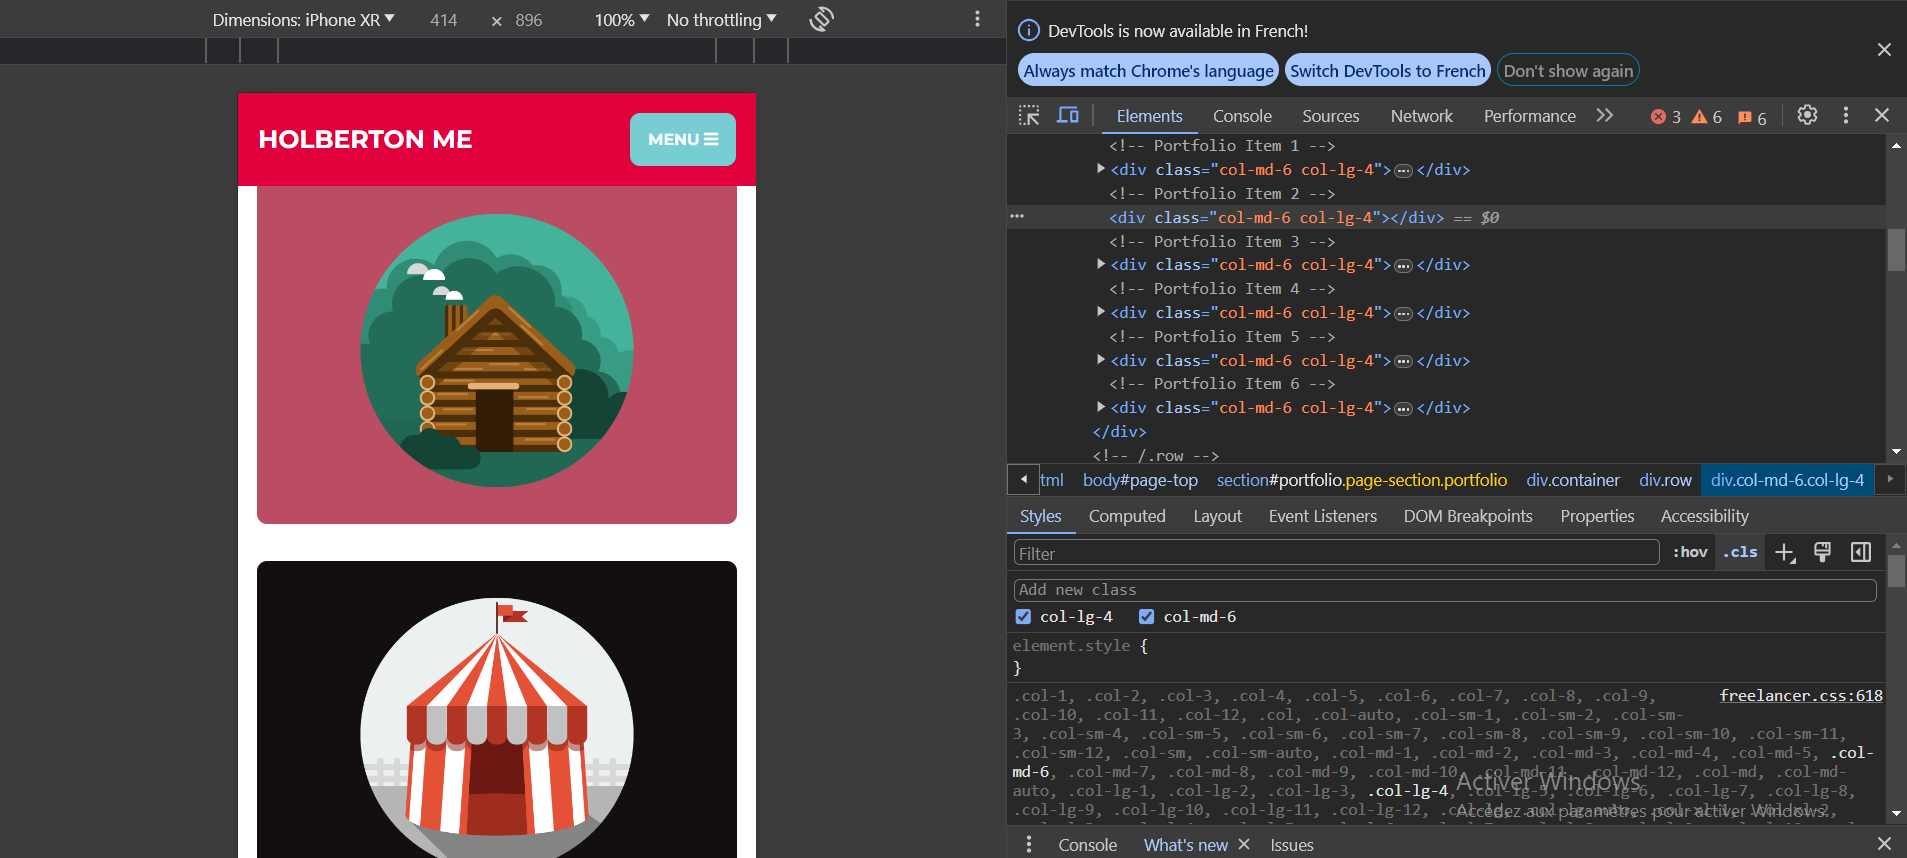 Dimensions: iPhone XR 414 × 896 100% No throttling
HOLBERTON ME
MENU
DevTools is now available in French!
Always match Chrome's language Switch DevTools to French Don't show again
Elements Console Sources Network Performance 3 6 6
<!-- Portfolio Item 1 -->
<div class="col-md-6 col-lg-4"> ... </div>
<!-- Portfolio Item 2 -->
<div class="col-md-6 col-lg-4"></div> == $0
<!-- Portfolio Item 3 -->
<div class="col-md-6 col-lg-4"> ... </div>
<!-- Portfolio Item 4 -->
<div class="col-md-6 col-lg-4"> ... </div>
<!-- Portfolio Item 5 -->
<div class="col-md-6 col-lg-4"> ... </div>
<!-- Portfolio Item 6 -->
<div class="col-md-6 col-lg-4"> ... </div>
</div>
<!-- /.row -->
tml body#page-top section#portfolio.page-section.portfolio div.container div.row div.col-md-6.col-lg-4
Styles Computed Layout Event Listeners DOM Breakpoints Properties Accessibility
Filter :hov .cls
Add new class
col-lg-4 col-md-6
element.style {
}
.col-1, .col-2, .col-3, .col-4, .col-5, .col-6, .col-7, .col-8, .col-9, freelancer.css:618
.col-10, .col-11, .col-12, .col, .col-auto, .col-sm-1, .col-sm-2, .col-sm-
3, .col-sm-4, .col-sm-5, .col-sm-6, .col-sm-7, .col-sm-8, .col-sm-9, .col-sm-10, .col-sm-11,
.col-sm-12, .col-sm, .col-sm-auto, .col-md-1, .col-md-2, .col-md-3, .col-md-4, .col-md-5, .col-
md-6, .col-md-7, .col-md-8, .col-md-9, .col-md-10, .col-md-11, .col-md-12, .col-md, .col-md-
auto, .col-lg-1, .col-lg-2, .col-lg-3, .col-lg-4, .col-lg-5, .col-lg-6, .col-lg-7, .col-lg-8,
.col-lg-9, .col-lg-10, .col-lg-11, .col-lg-12, .col-lg, .col-lg-auto, .col-xl-1, .col-xl-2,
Activer Windows
Accédez aux paramètres pour activer Windows.
Console What's new Issues